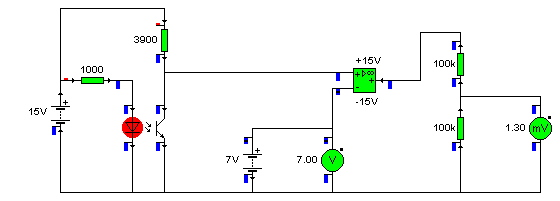 3900
+15V
1000
100k
▷∞
+
+
-
15V
-15V
100k
1.30 mV
7V
7.00 V